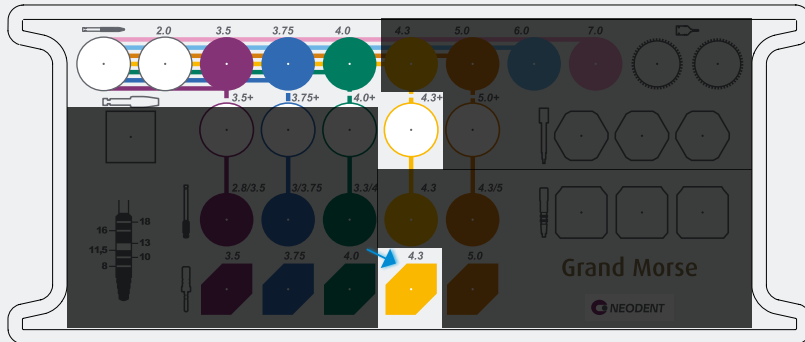 2.0 3.5 3.75 4.0 4.3 5.0 6.0 7.0
3.5+ 3.75+ 4.0+ 4.3+ 5.0+
2.8/3.5 3/3.75 3.3/4 4.3 4.3/5
16 16
13
11,5
10
8
3.5 3.75 4.0 4.3 5.0
Grand Morse
NEODENT